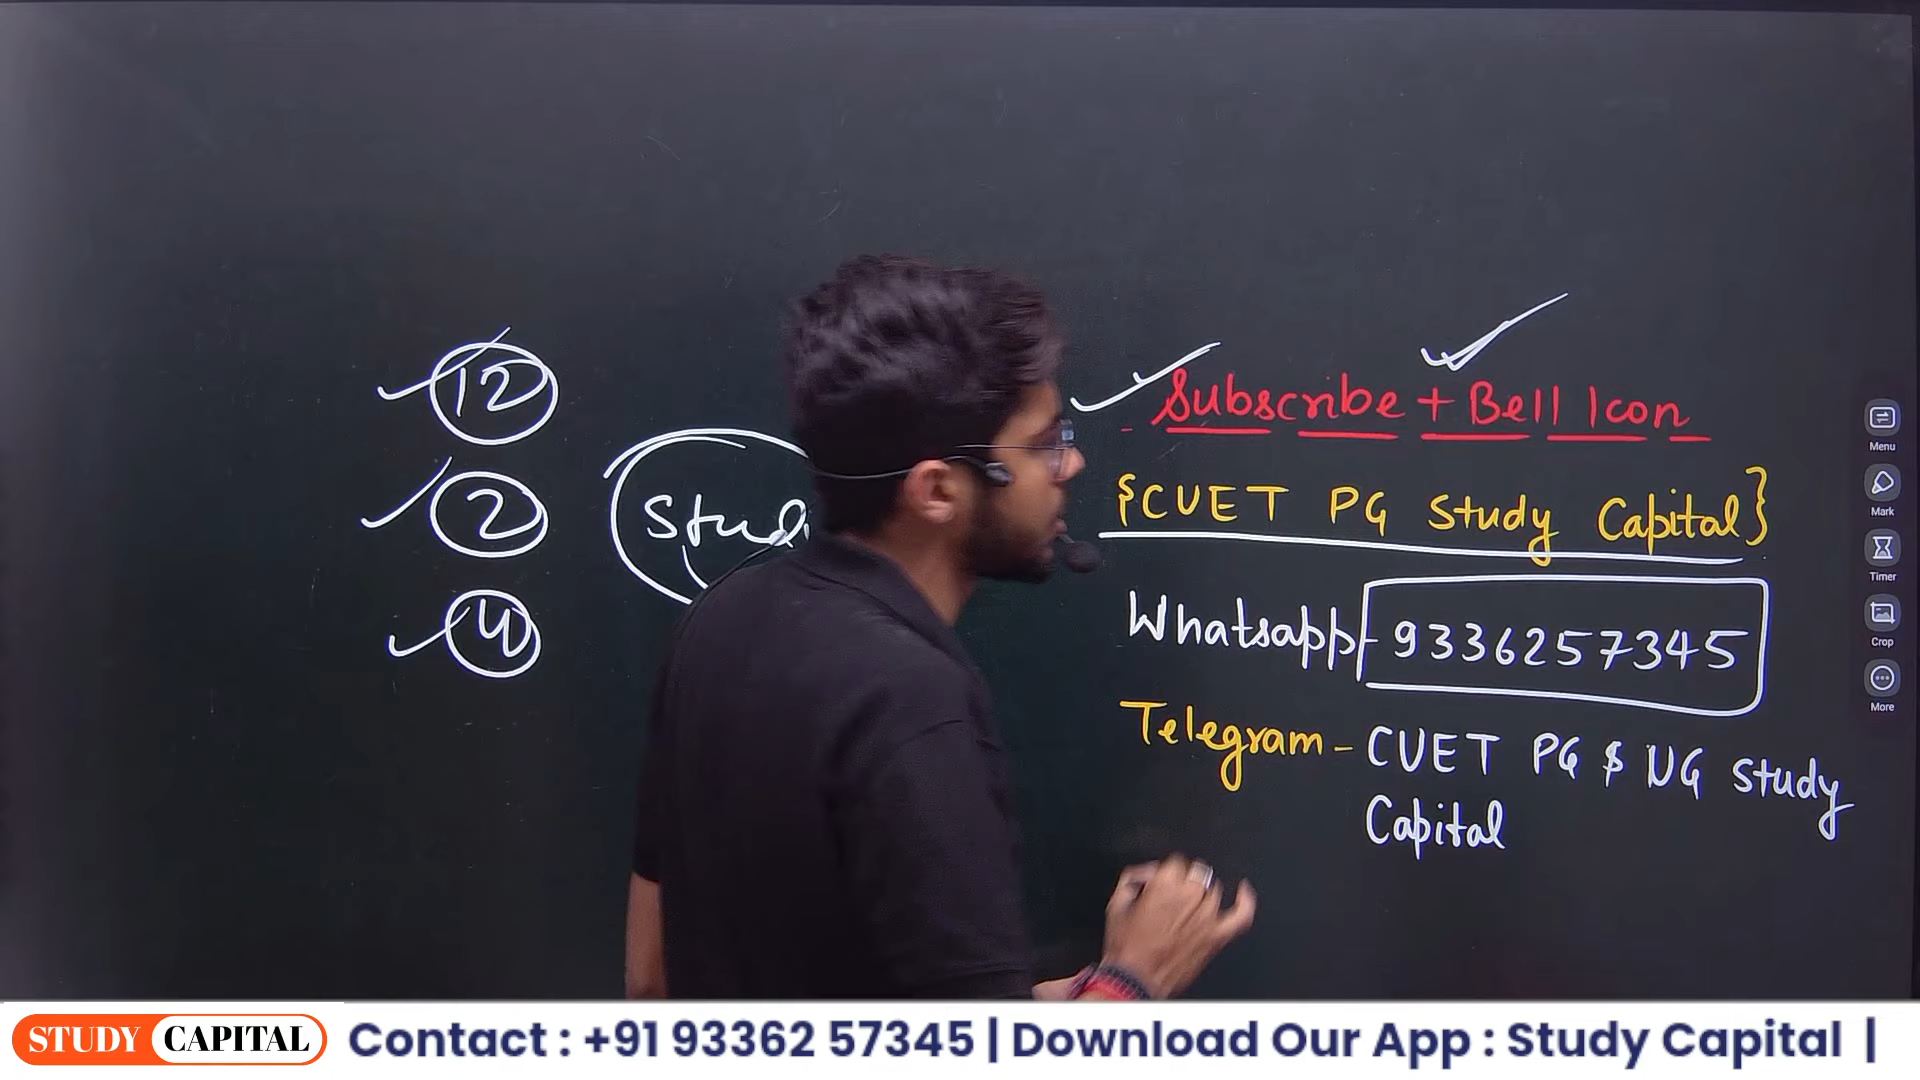 12
2
4
Subscribe + Bell Icon
{CUET PG Study Capital}
Whatsapp - 9336257345
Telegram - CUET PG & UG Study
Capital
Menu
Mark
Timer
Crop
More
STUDY CAPITAL Contact : +91 93362 57345 | Download Our App : Study Capital |